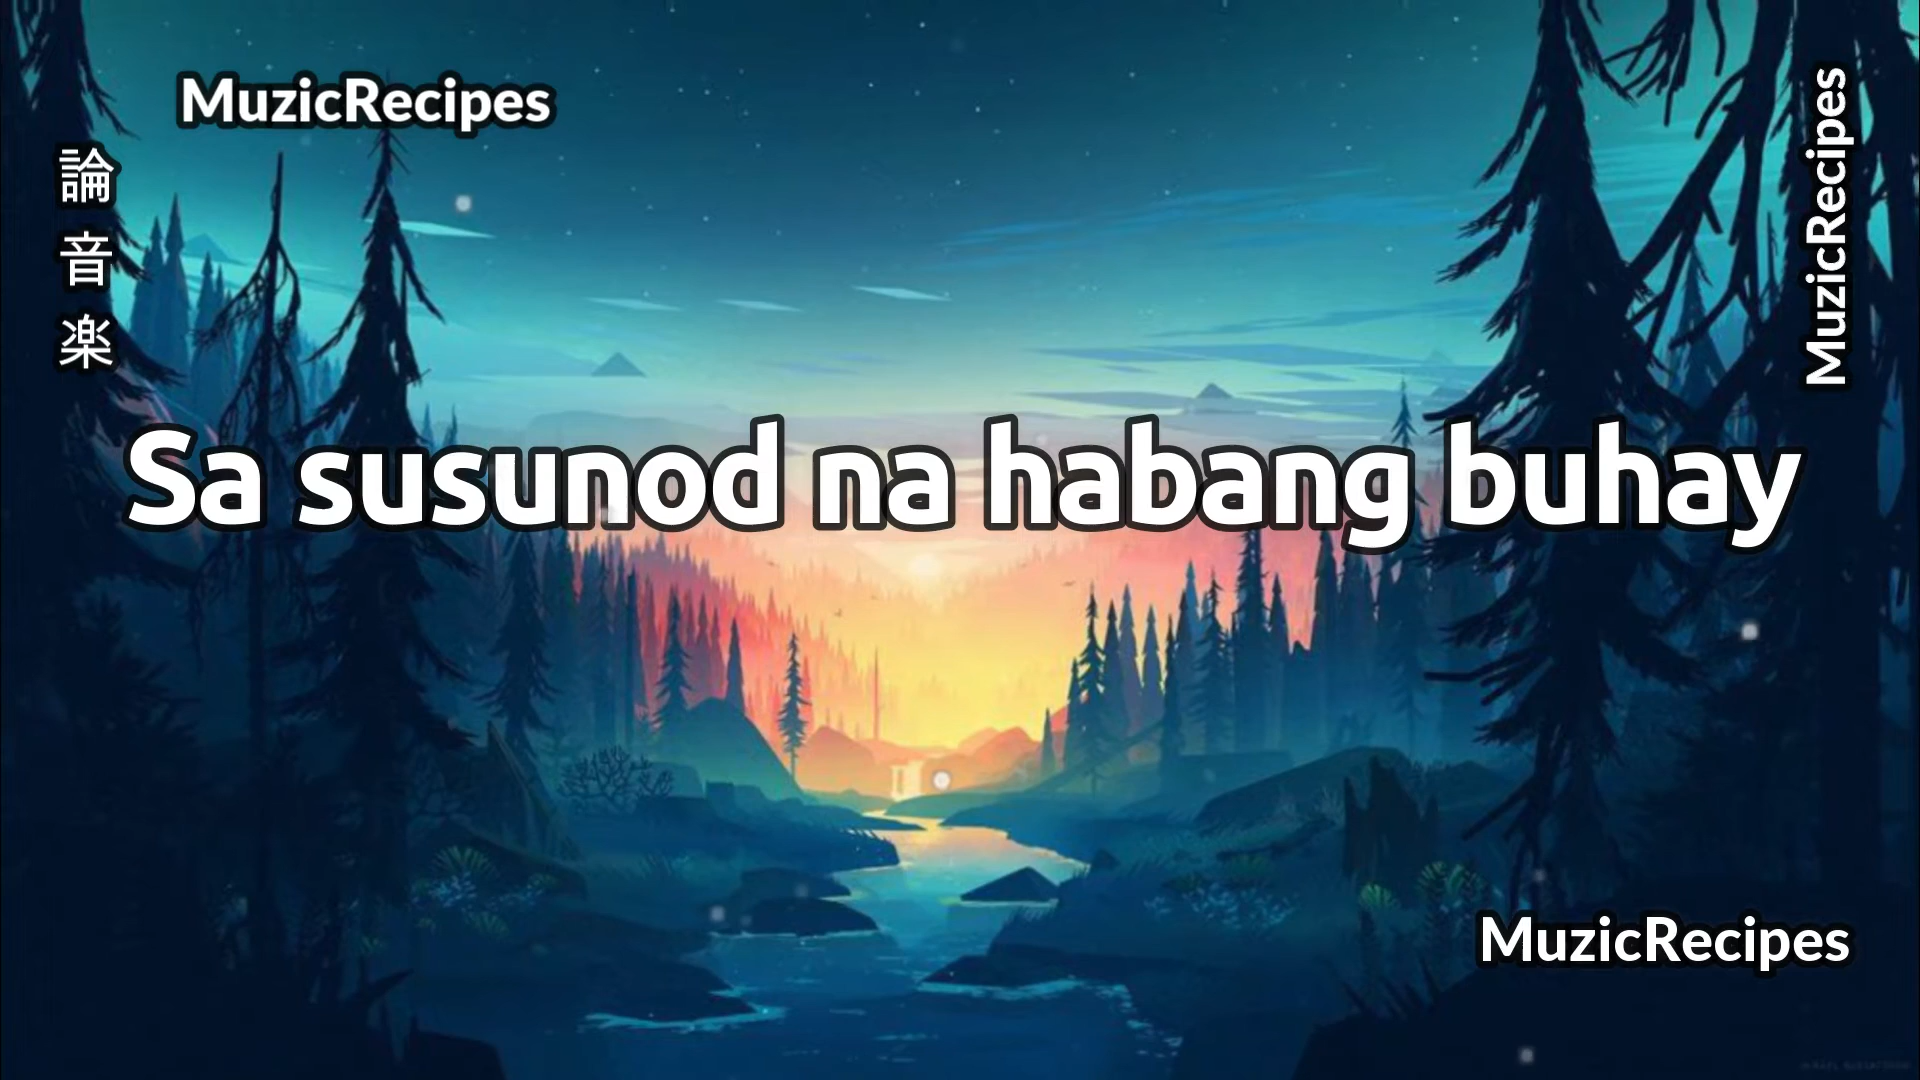 MuzicRecipes
論
音
楽
MuzicRecipes
Sa susunod na habang buhay
MuzicRecipes